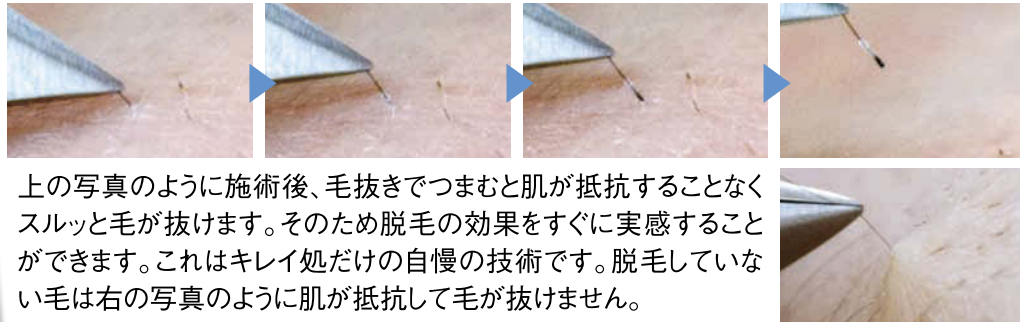 上の写真のように施術後、毛抜きでつまむと肌が抵抗することなく
スルッと毛が抜けます。そのため脱毛の効果をすぐに実感すること
ができます。これはキレイ処だけの自慢の技術です。脱毛していな
い毛は右の写真のように肌が抵抗して毛が抜けません。